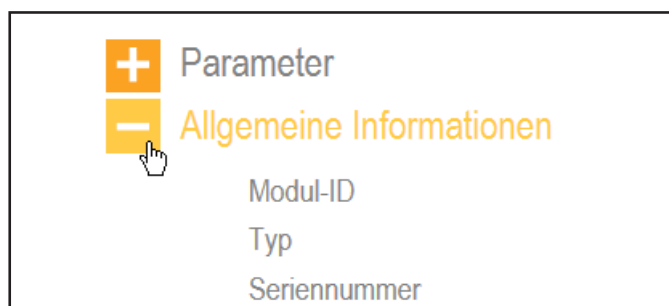 Parameter
Allgemeine Informationen
Modul-ID
Typ
Seriennummer